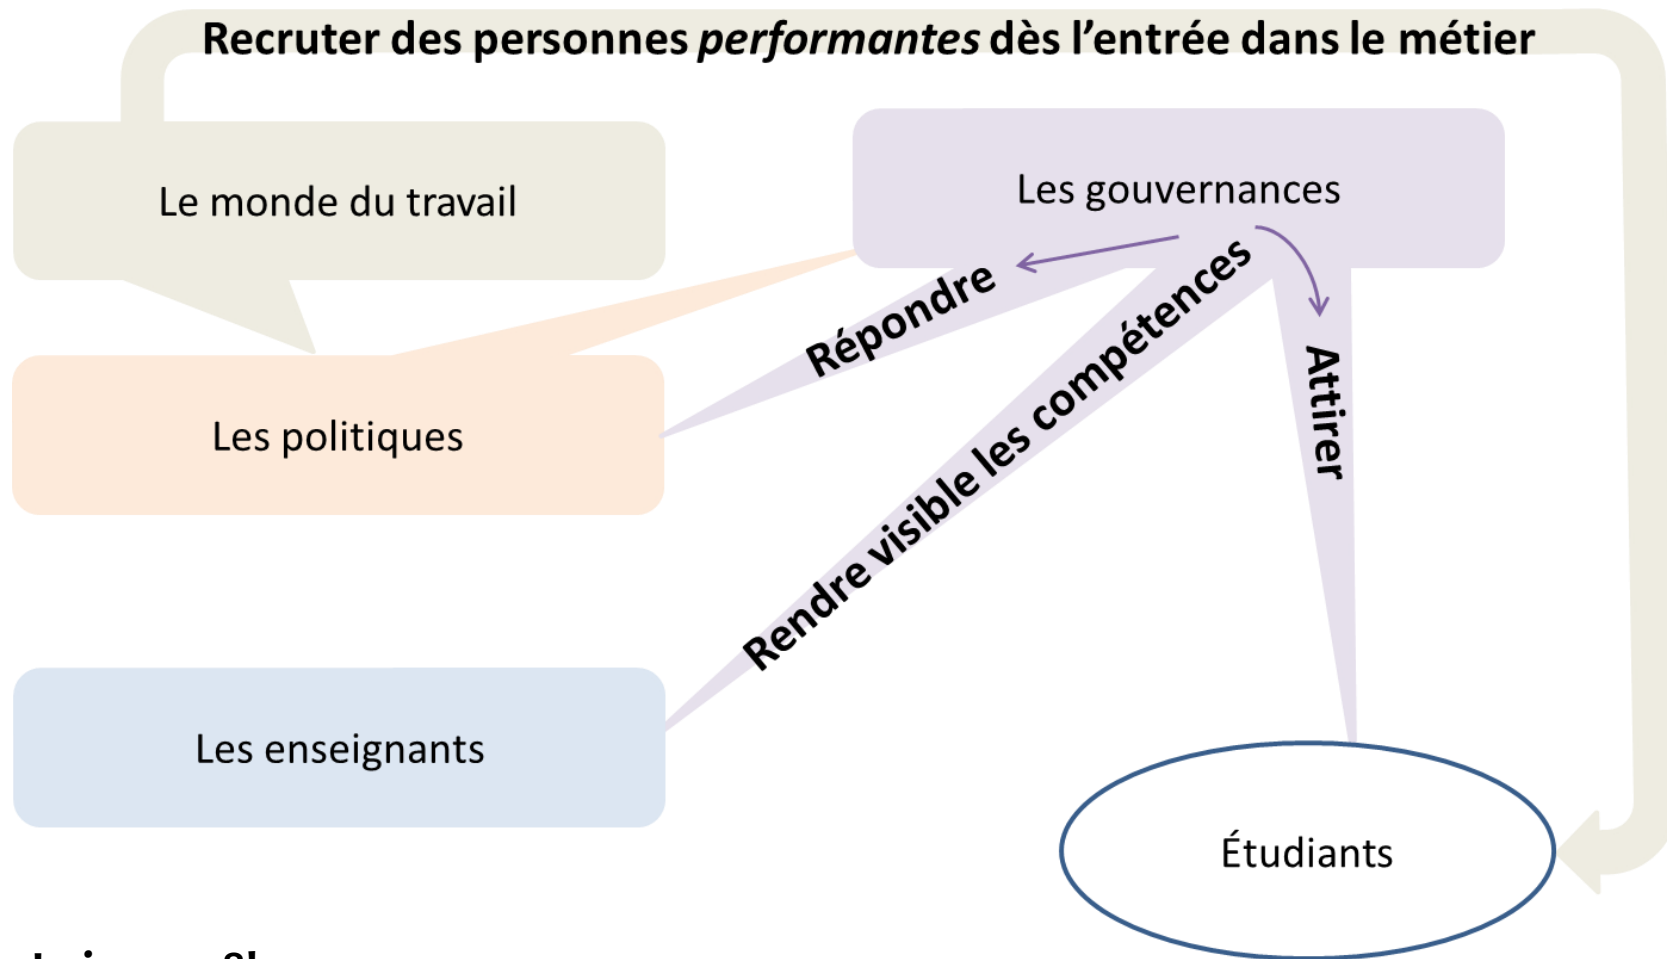 Recruter des personnes performantes dès l’entrée dans le métier
Le monde du travail
Les gouvernances
Répondre
Rendre visible les compétences
Attirer
Les politiques
Les enseignants
Étudiants